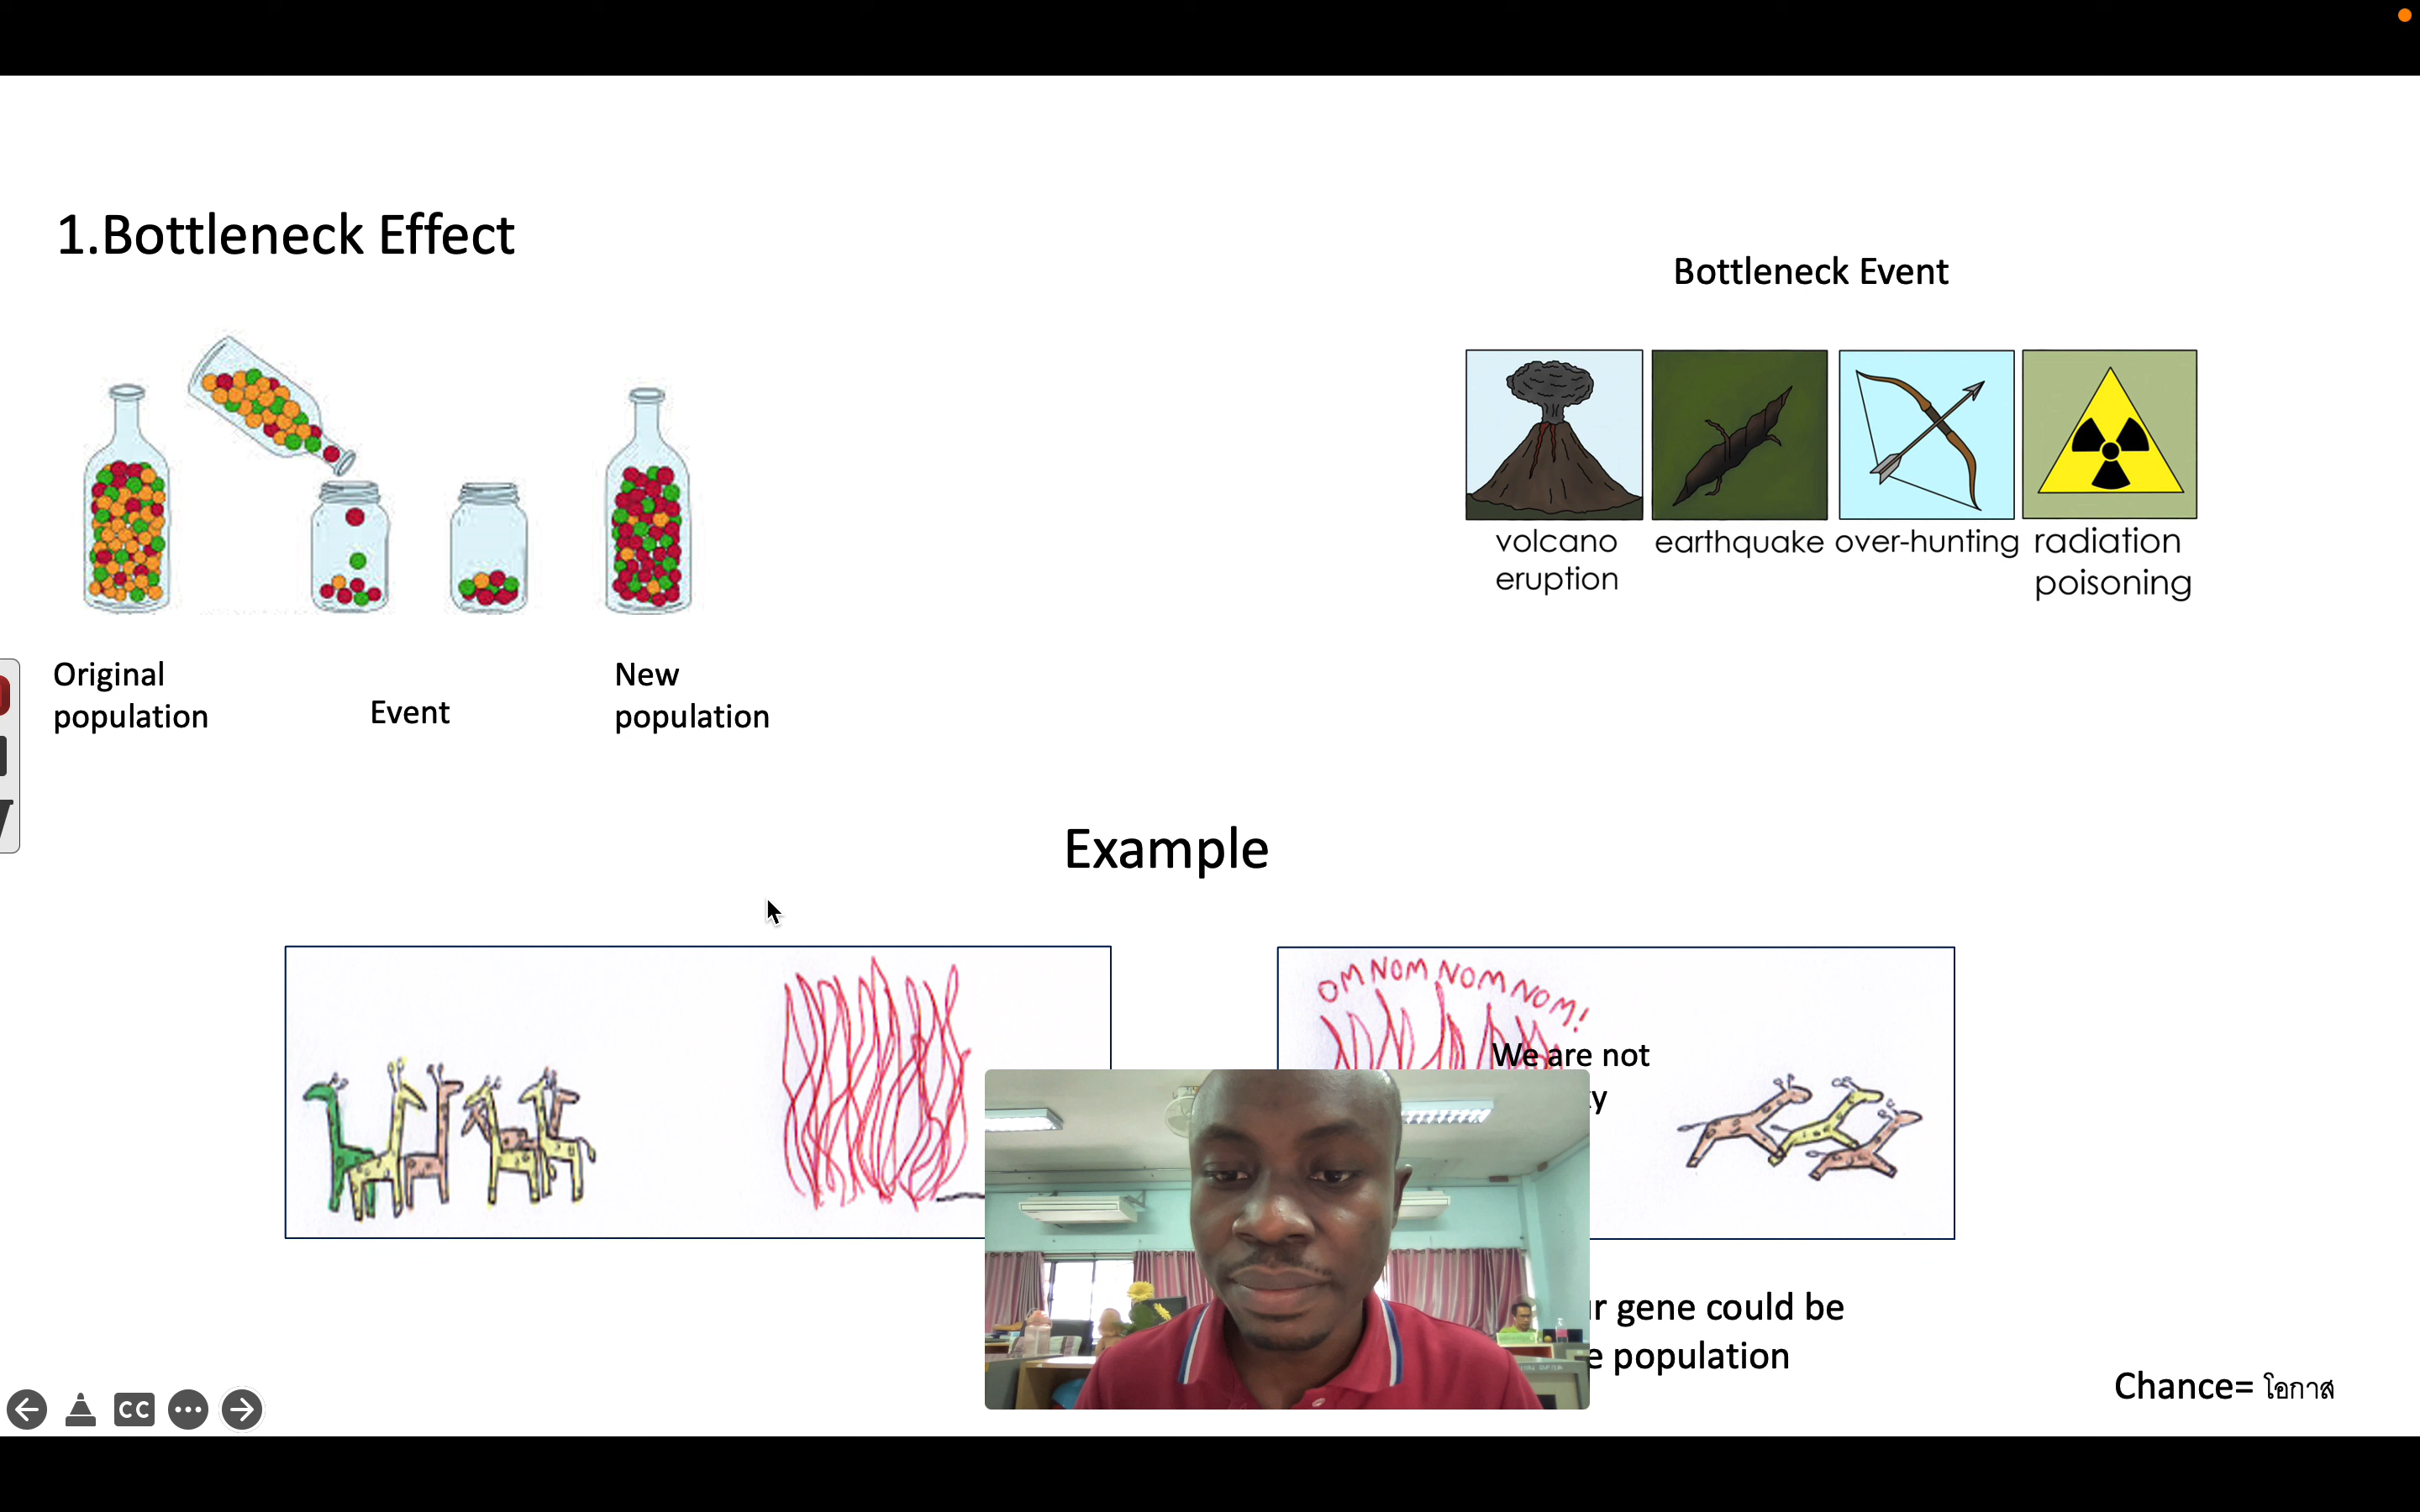 1.Bottleneck Effect
Bottleneck Event
volcano
eruption
earthquake
over-hunting
radiation
poisoning
Original
population
Event
New
population
Example
OM NOM NOM NOM!
We are not
gene could be
population
Chance= โอกาส
CC